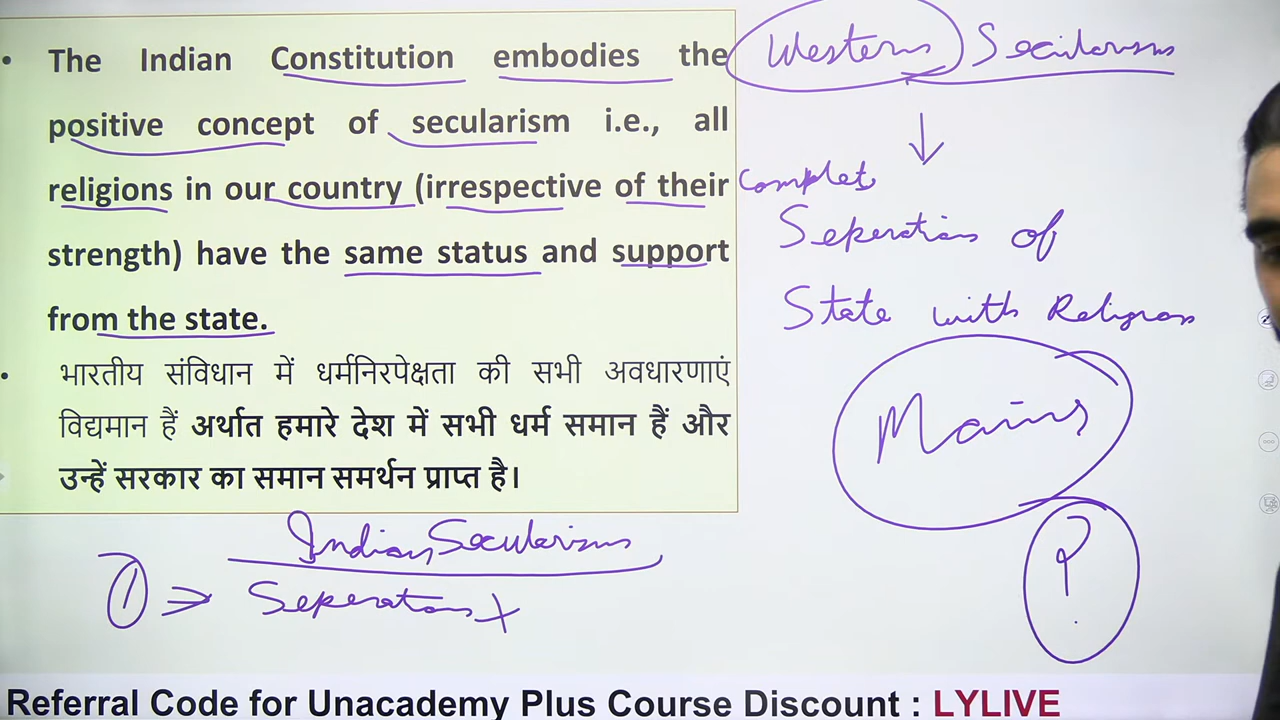 • The Indian Constitution embodies the
positive concept of secularism i.e., all
religions in our country (irrespective of their
strength) have the same status and support
from the state.
• भारतीय संविधान में धर्मनिरपेक्षता की सभी अवधारणाएं
विद्यमान हैं अर्थात हमारे देश में सभी धर्म समान हैं और
उन्हें सरकार का समान समर्थन प्राप्त है।
Western Secularism
↓
Complete
Seperation of
State with Religion
Mains
?
Indian Secularism
1 ⇒ Seperation X
Referral Code for Unacademy Plus Course Discount : LYLIVE